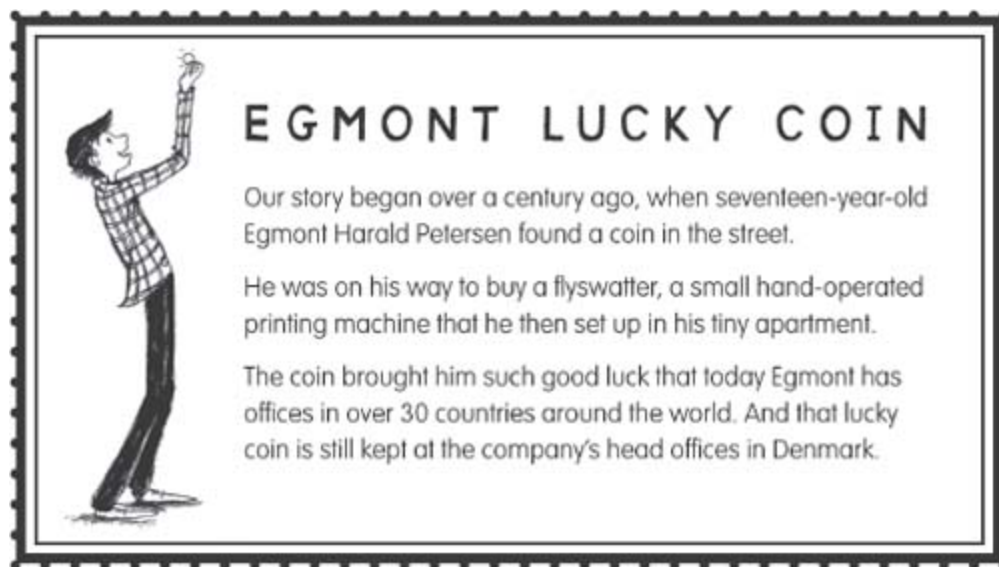 EGMONT LUCKY COIN
Our story began over a century ago, when seventeen-year-old
Egmont Harald Petersen found a coin in the street.
He was on his way to buy a flyswatter, a small hand-operated
printing machine that he then set up in his tiny apartment.
The coin brought him such good luck that today Egmont has
offices in over 30 countries around the world. And that lucky
coin is still kept at the company's head offices in Denmark.